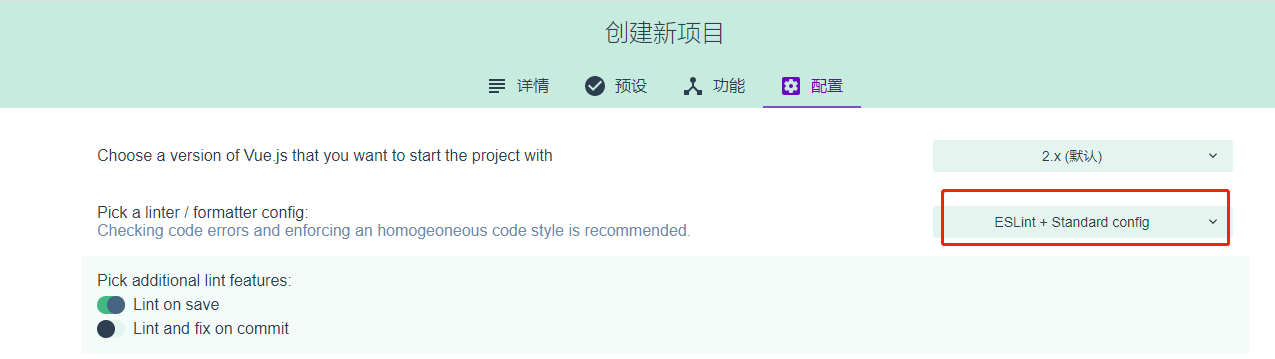 创建新项目
详情 预设 功能 配置
Choose a version of Vue.js that you want to start the project with
2.x (默认)
Pick a linter / formatter config:
ESLint + Standard config
Checking code errors and enforcing an homogeoneous code style is recommended.
Pick additional lint features:
Lint on save
Lint and fix on commit